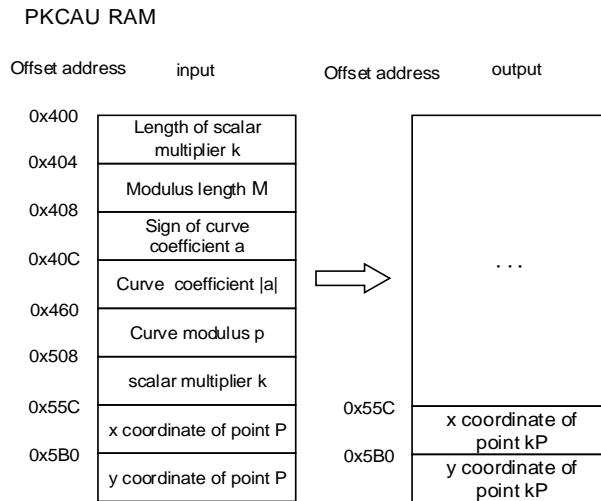 PKCAU RAM
Offset address
input
Offset address
output
0x400
Length of scalar
multiplier k
0x404
Modulus length M
0x408
Sign of curve
coefficient a
0x40C
Curve coefficient |a|
0x460
Curve modulus p
0x508
scalar multiplier k
0x55C
x coordinate of point P
0x5B0
y coordinate of point P
...
0x55C
x coordinate of
point kP
0x5B0
y coordinate of
point kP